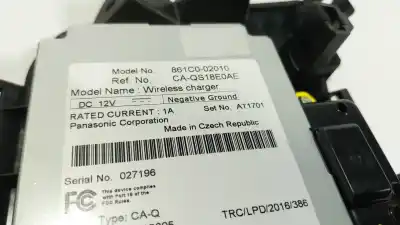 Model No. 861C0-02010
Ref No. CA-QS18E0AE
Model Name : Wireless charger
DC 12V Negative Ground
RATED CURRENT : 1A Set No. AT1701
Panasonic Corporation
Made in Czech Republic
Serial No. 027196
FC This device complies
with Part 15 of the
FCC Rules.
Type: CA-Q TRC/LPD/2016/386